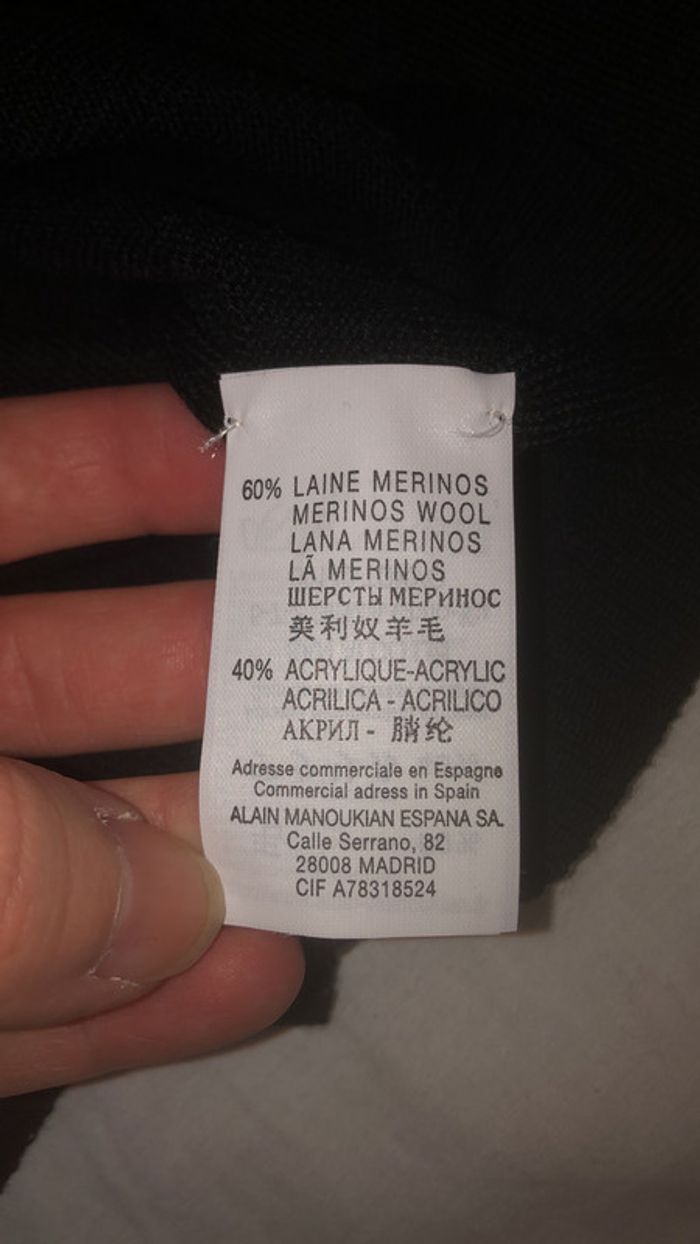 60% LAINE MERINOS
MERINOS WOOL
LANA MERINOS
LÃ MERINOS
ШЕРСТЫ МЕРИНОС
美利奴羊毛
40% ACRYLIQUE-ACRYLIC
ACRILICA - ACRILICO
АКРИЛ - 腈纶
Adresse commerciale en Espagne
Commercial adress in Spain
ALAIN MANOUKIAN ESPANA SA.
Calle Serrano, 82
28008 MADRID
CIF A78318524